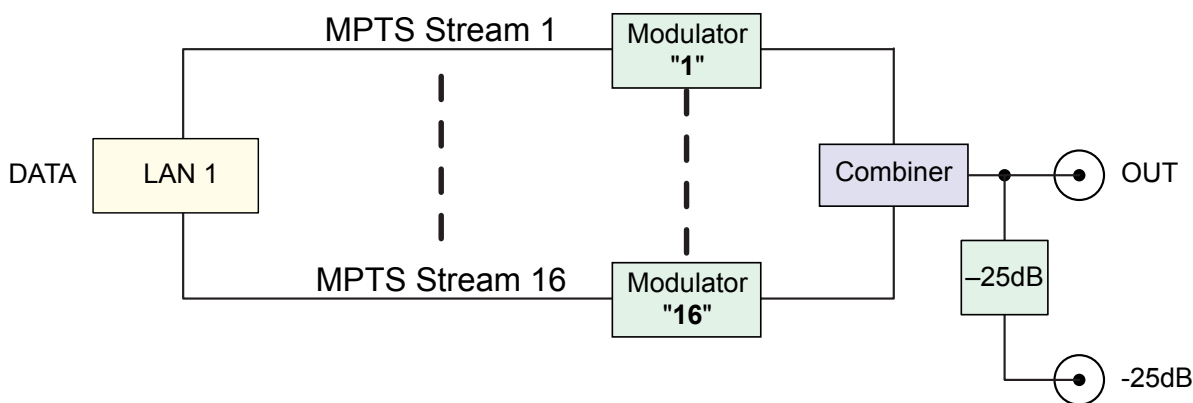 MPTS Stream 1
Modulator
"1"
DATA
LAN 1
Combiner
OUT
–25dB
MPTS Stream 16
Modulator
"16"
-25dB